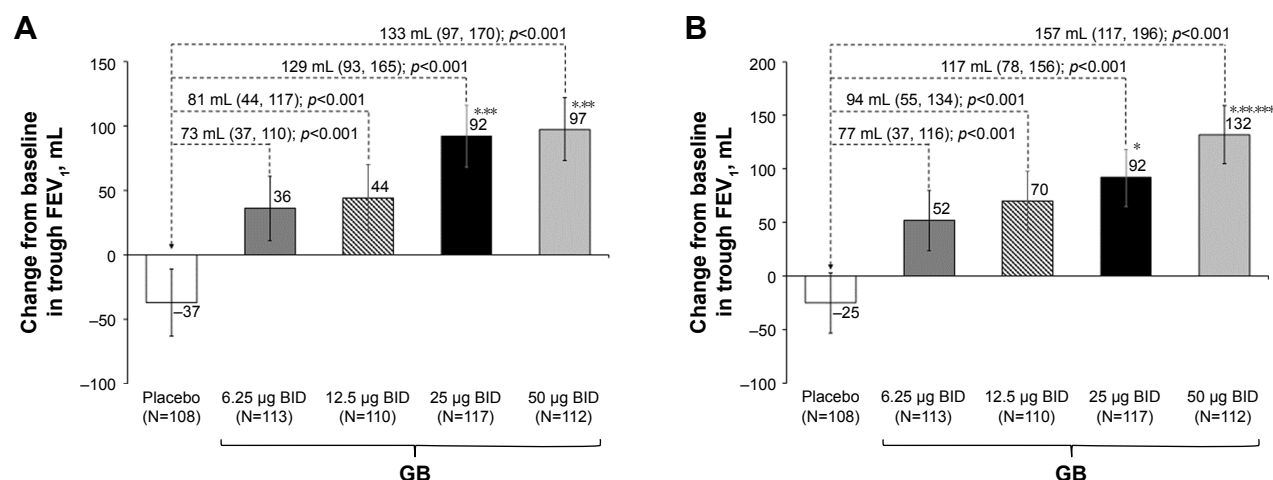 A
133 mL (97, 170); p<0.001
129 mL (93, 165); p<0.001
81 mL (44, 117); p<0.001
73 mL (37, 110); p<0.001
Change from baseline
in trough FEV₁, mL
150
100
50
0
–50
–100
–37
36
44
*,**
92
*,**
97
Placebo
(N=108)
6.25 µg BID
(N=113)
12.5 µg BID
(N=110)
25 µg BID
(N=117)
50 µg BID
(N=112)
GB
B
157 mL (117, 196); p<0.001
117 mL (78, 156); p<0.001
94 mL (55, 134); p<0.001
77 mL (37, 116); p<0.001
Change from baseline
in trough FEV₁, mL
200
150
100
50
0
–50
–100
–25
52
70
*
92
*,**,***
132
Placebo
(N=108)
6.25 µg BID
(N=113)
12.5 µg BID
(N=110)
25 µg BID
(N=117)
50 µg BID
(N=112)
GB